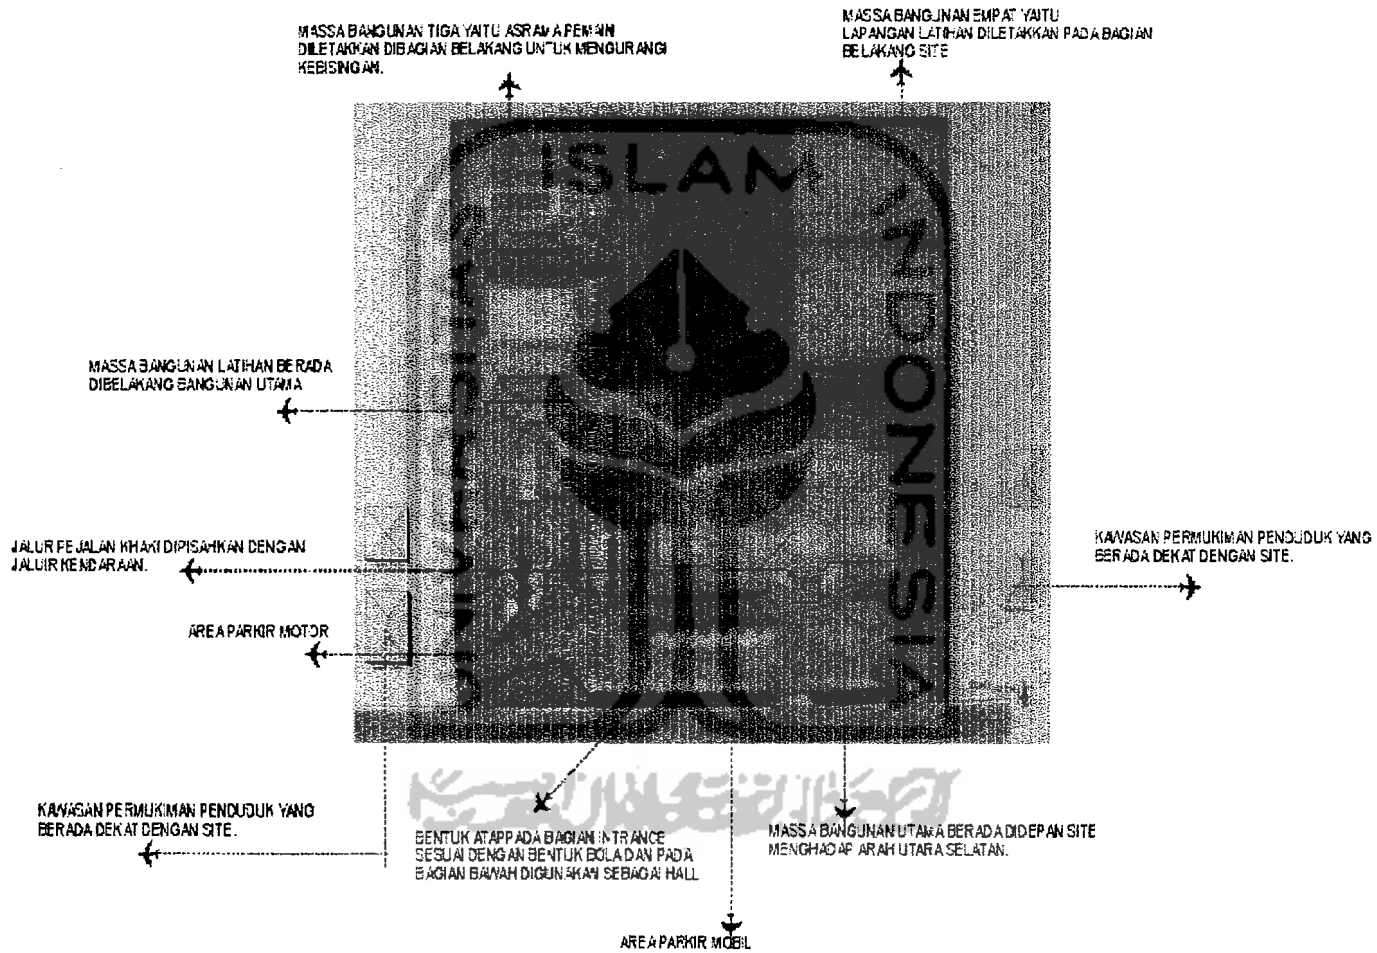 MASSA BANGUNAN TIGA YAITU ASRAMA PEMAIN
DILETAKKAN DIBAGIAN BELAKANG UNTUK MENGURANGI
KEBISINGAN.
MASSA BANGUNAN EMPAT YAITU
LAPANGAN LATIHAN DILETAKKAN PADA BAGIAN
BELAKANG SITE
ISLAM
INDONESIA
UNIVERSITAS
MASSA BANGUNAN LATIHAN BERADA
DIBELAKANG BANGUNAN UTAMA
JALUR PEJALAN KHAKI DIPISAHKAN DENGAN
JALUR KENDARAAN.
AREA PARKIR MOTOR
KAWASAN PERMUKIMAN PENDUDUK YANG
BERADA DEKAT DENGAN SITE.
KAWASAN PERMUKIMAN PENDUDUK YANG
BERADA DEKAT DENGAN SITE.
BENTUK ATAP PADA BAGIAN INTRANCE
SESUAI DENGAN BENTUK BOLA DAN PADA
BAGIAN BAWAH DIGUNAKAN SEBAGAI HALL
MASSA BANGUNAN UTAMA BERADA DIDEPAN SITE
MENGHADAP ARAH UTARA SELATAN.
AREA PARKIR MOBIL